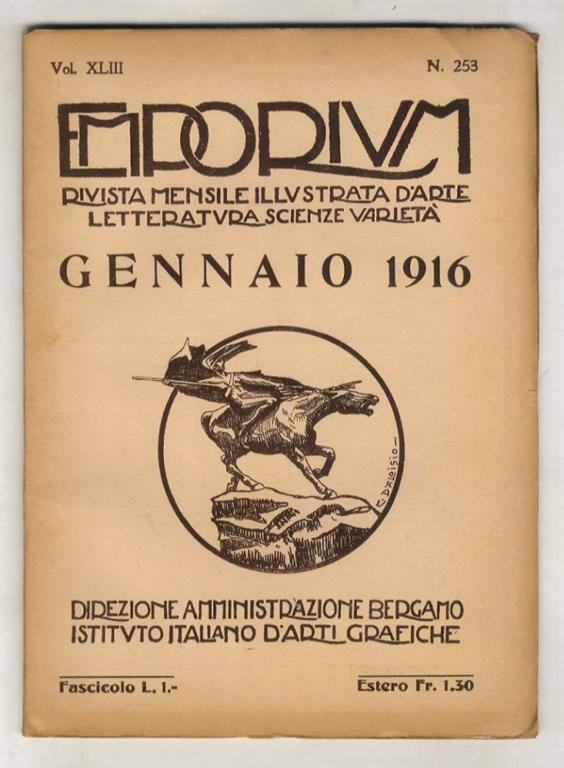 Vol. XLIII
N. 253
EMPORIVM
RIVISTA MENSILE ILLVSTRATA D'ARTE
LETTERATVRA SCIENZE VARIETÀ
GENNAIO 1916
C. D'ALOISIO
DIREZIONE AMMINISTRAZIONE BERGAMO
ISTITVTO ITALIANO D'ARTI GRAFICHE
Fascicolo L. 1.-
Estero Fr. 1.30